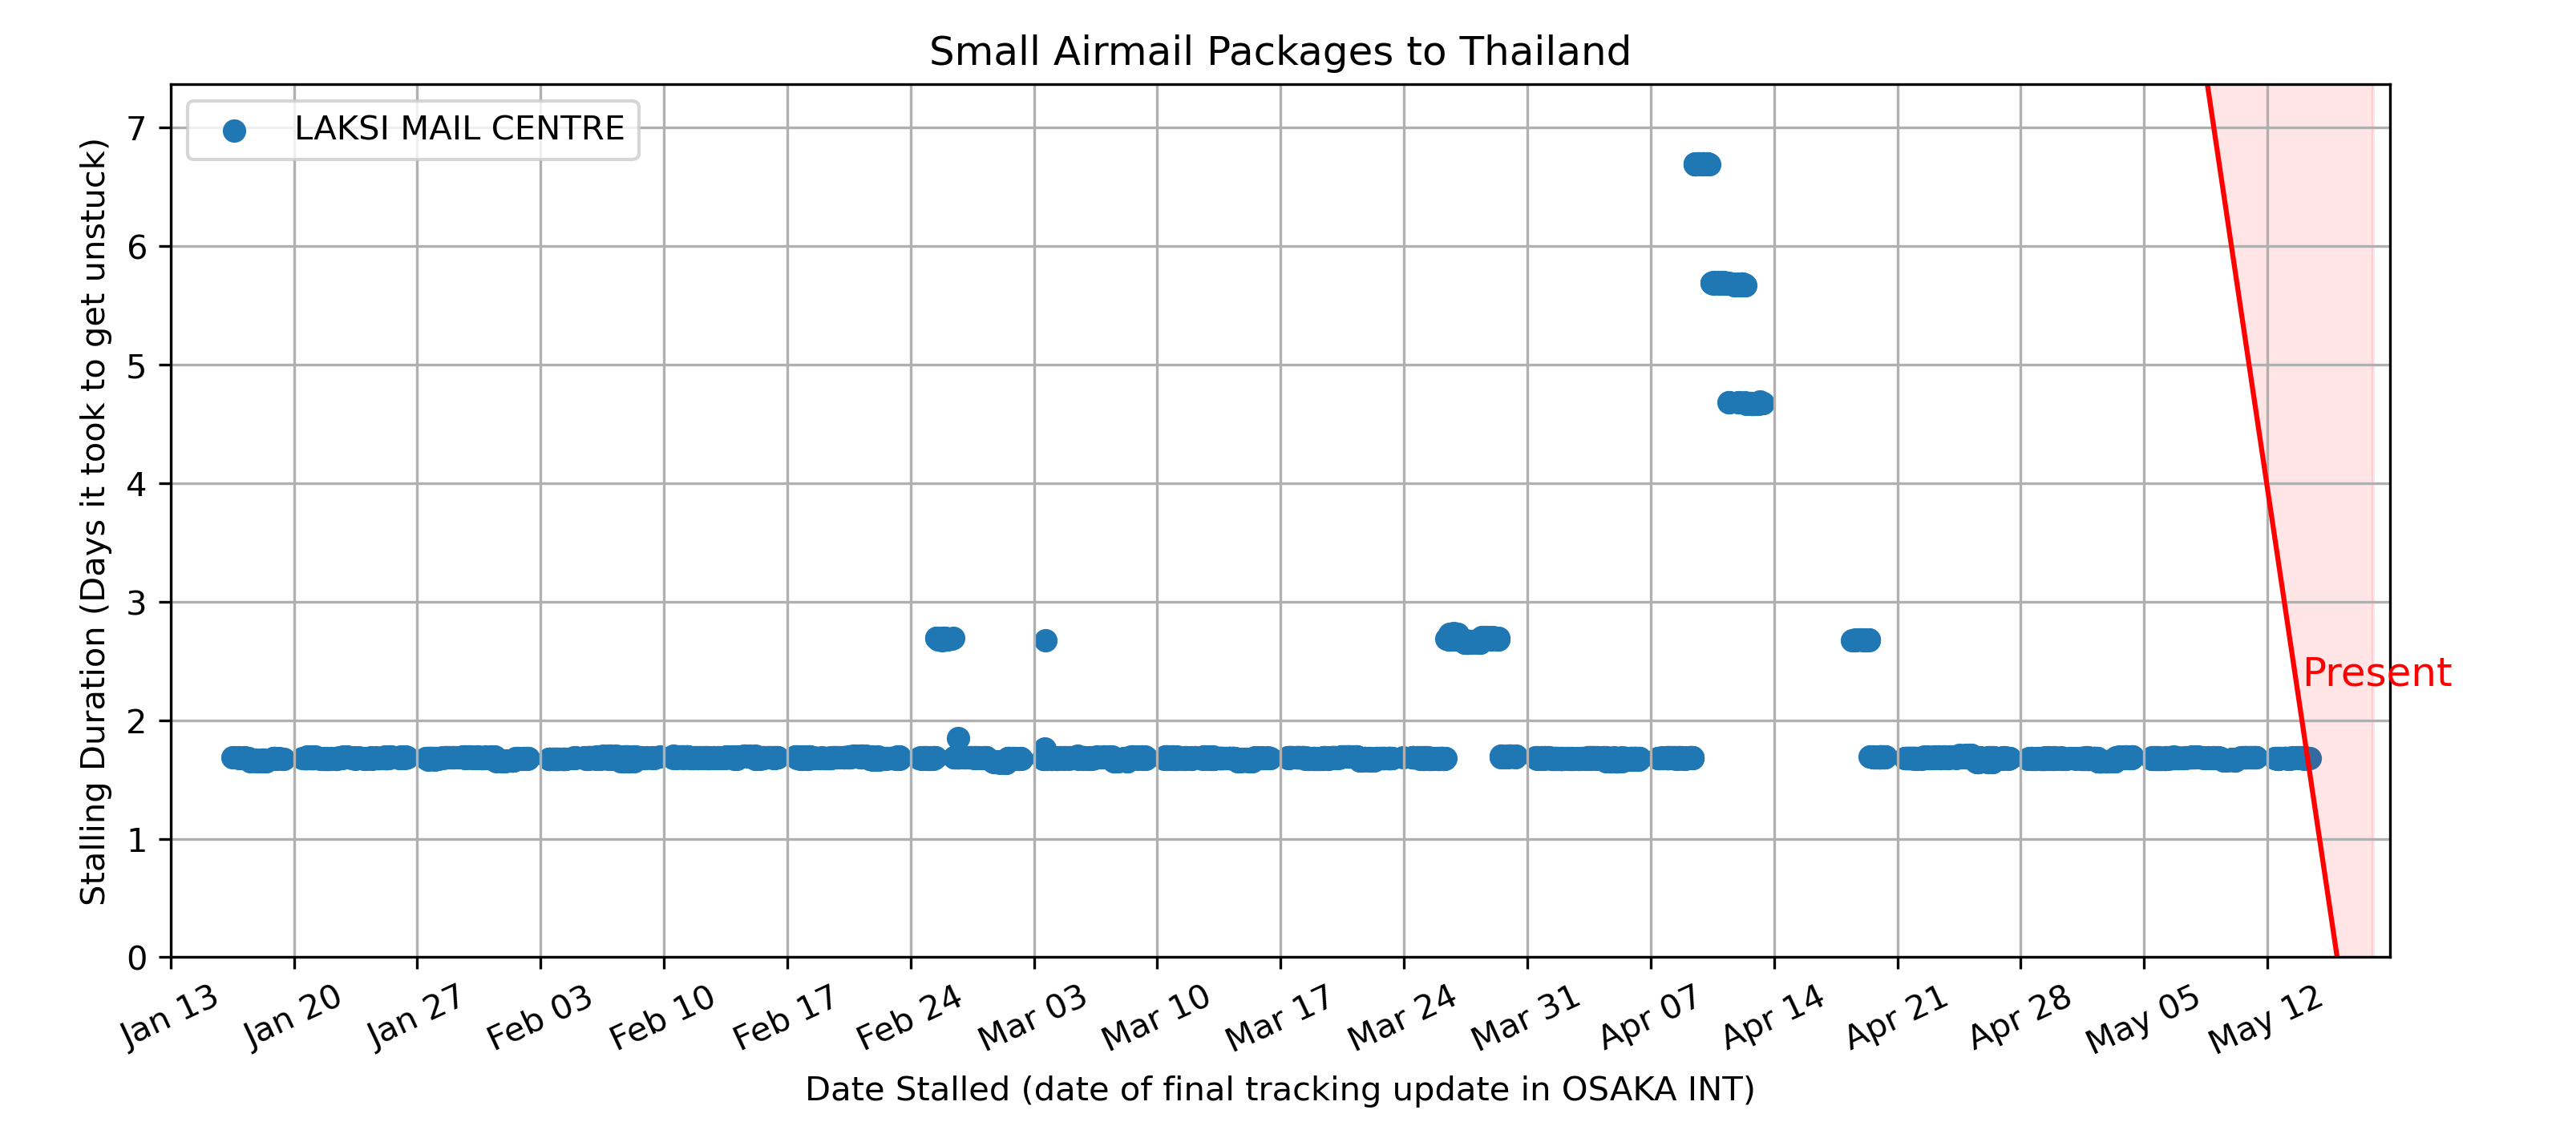 Small Airmail Packages to Thailand
LAKSI MAIL CENTRE
Stalling Duration (Days it took to get unstuck)
7
6
5
4
3
2
1
0
Present
Jan 13
Jan 20
Jan 27
Feb 03
Feb 10
Feb 17
Feb 24
Mar 03
Mar 10
Mar 17
Mar 24
Mar 31
Apr 07
Apr 14
Apr 21
Apr 28
May 05
May 12
Date Stalled (date of final tracking update in OSAKA INT)